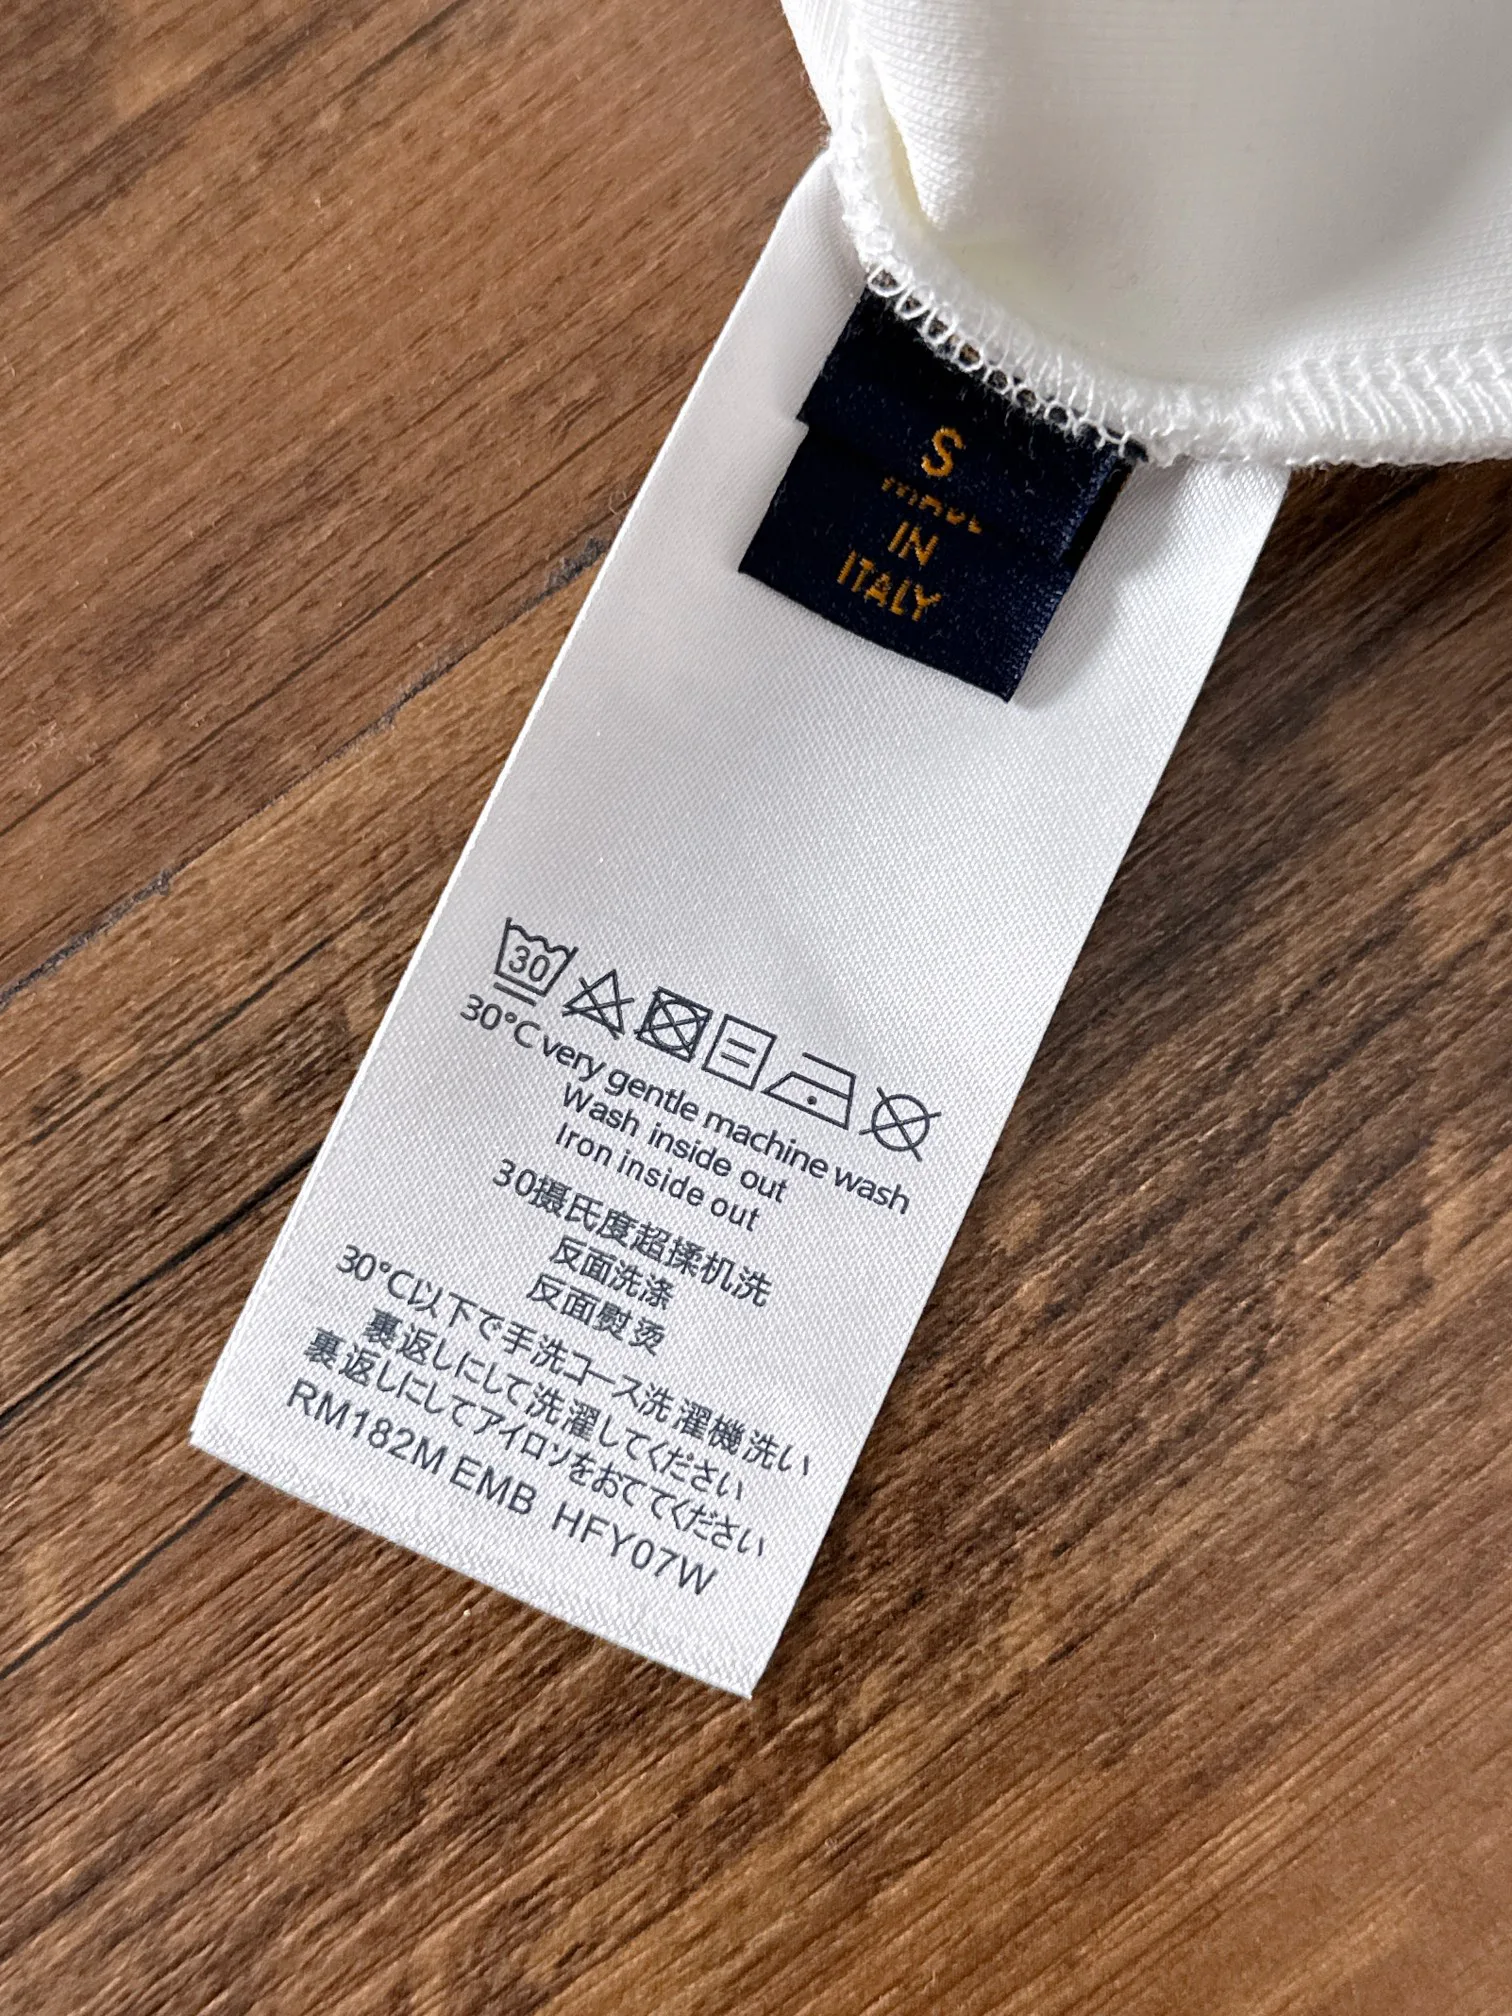 S
MADE
IN
ITALY
30
30°C very gentle machine wash
Wash inside out
Iron inside out
30摄氏度超揉机洗
反面洗涤
反面熨烫
30°C以下で手洗コース洗濯機洗い
裏返しにして洗濯してください
裏返しにしてアイロンをおててください
RM182M EMB HFY07W